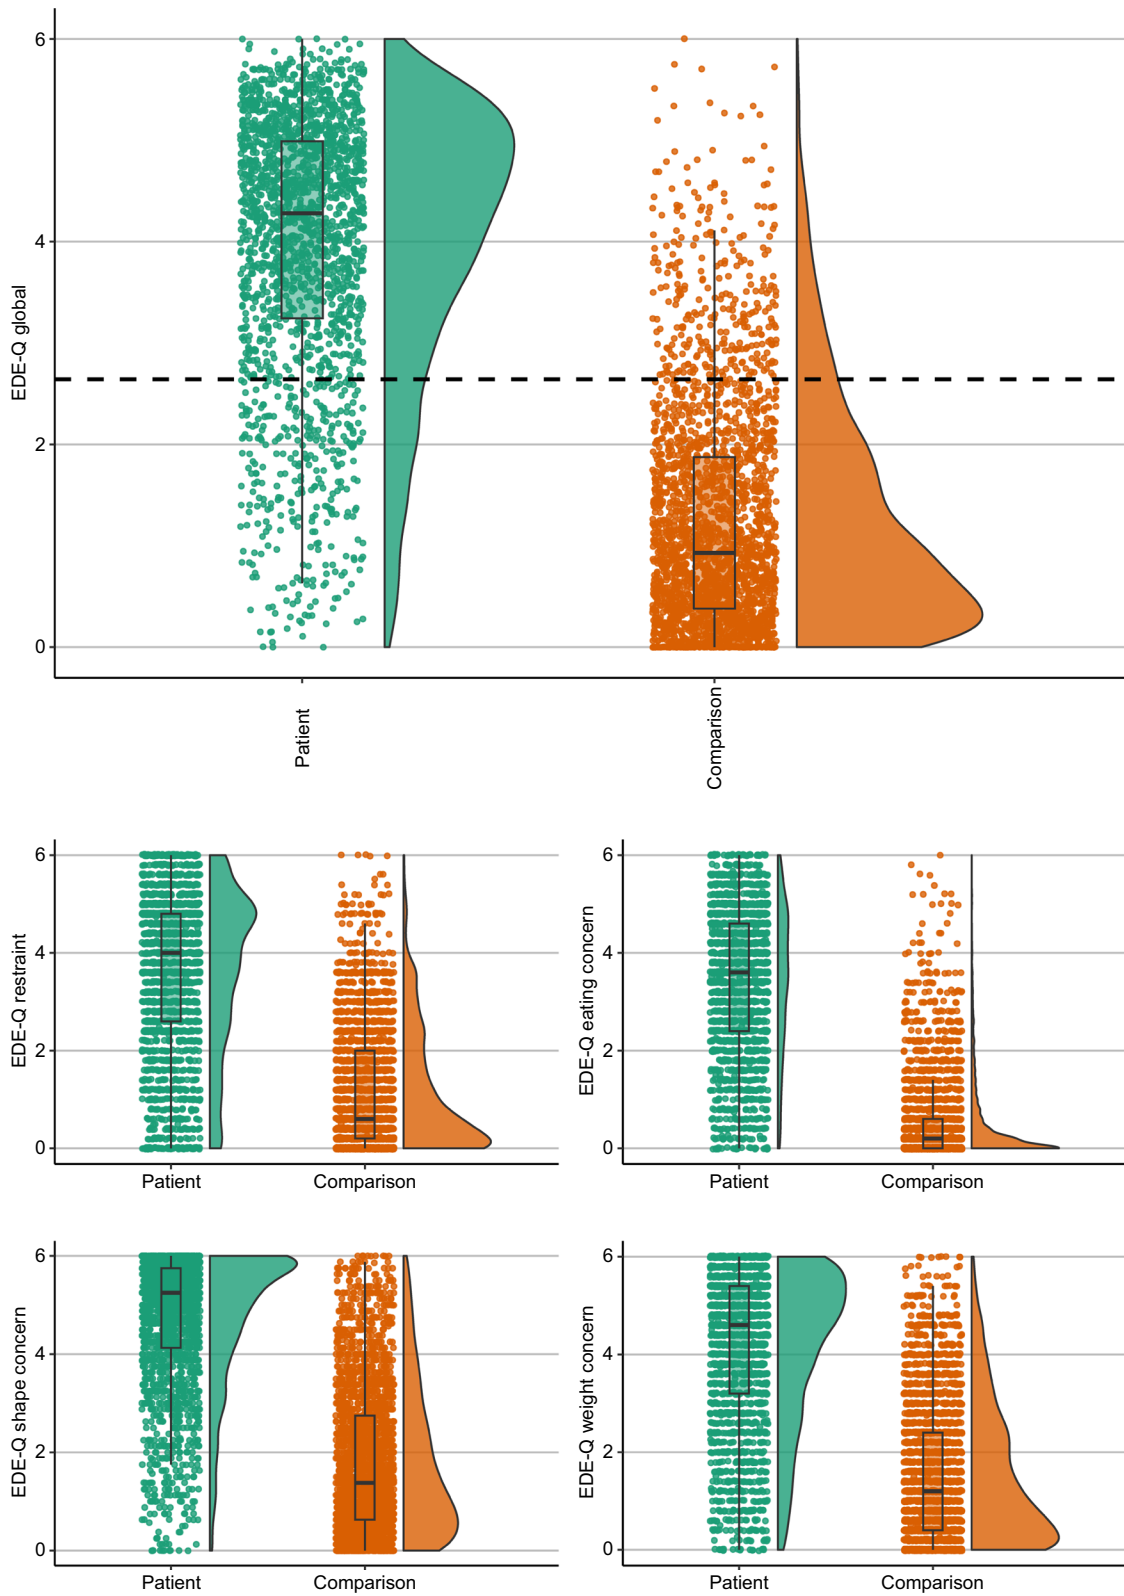 6
4
2
0
EDE-Q global
Patient
Comparison
6
4
2
0
EDE-Q restraint
Patient
Comparison
6
4
2
0
EDE-Q eating concern
Patient
Comparison
6
4
2
0
EDE-Q shape concern
Patient
Comparison
6
4
2
0
EDE-Q weight concern
Patient
Comparison